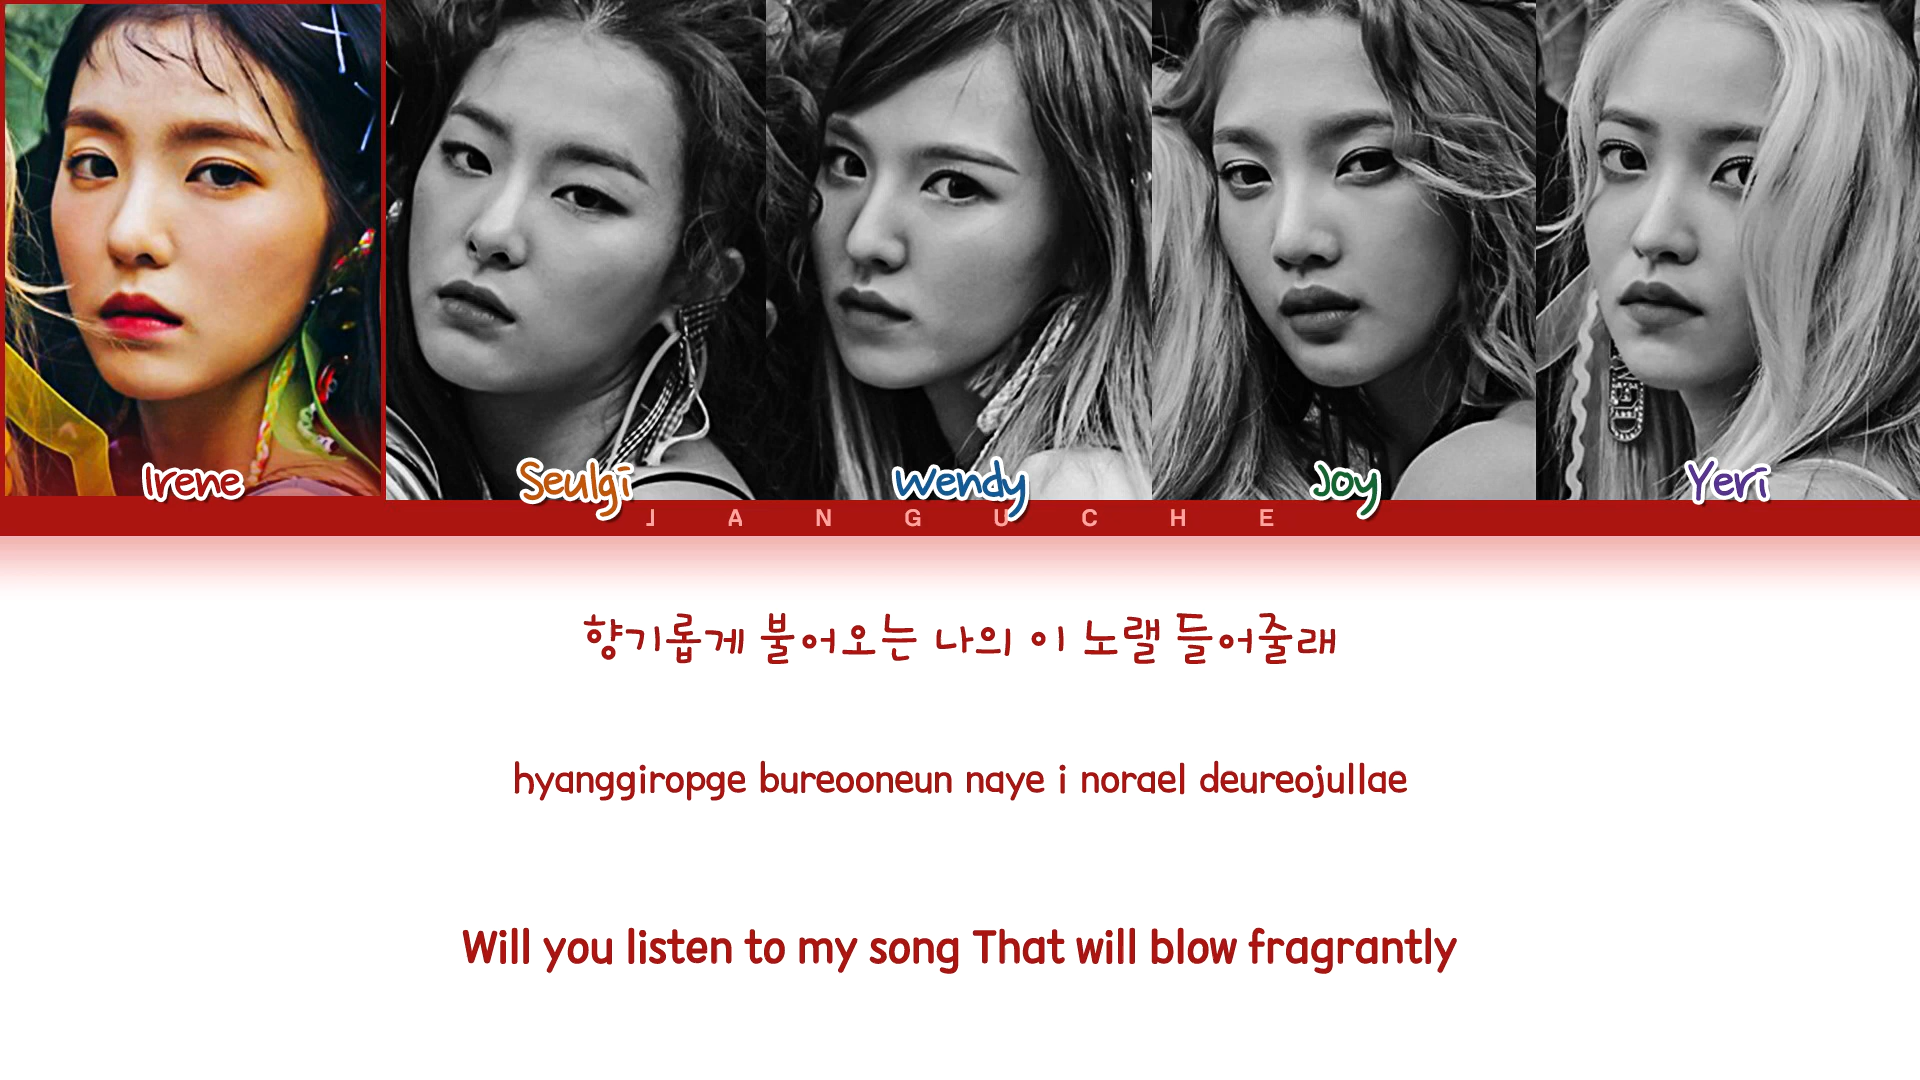 Irene
Seulgi
Wendy
Joy
Yeri
JANGUCHE
향기롭게 불어오는 나의 이 노랠 들어줄래
hyanggiropge bureooneun naye i norael deureojullae
Will you listen to my song That will blow fragrantly